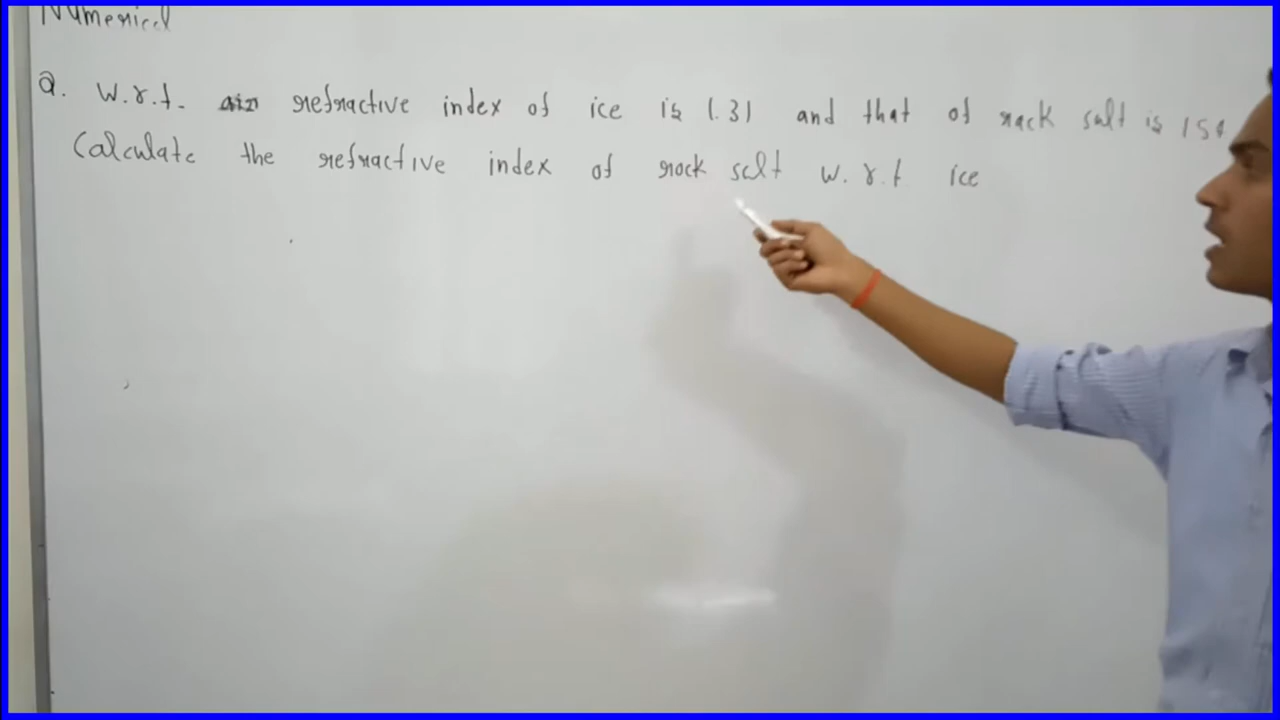 Numerical
Q. W.r.t. air refractive index of ice is 1.31 and that of rack salt is 1.54
Calculate the refractive index of rock salt w.r.t ice